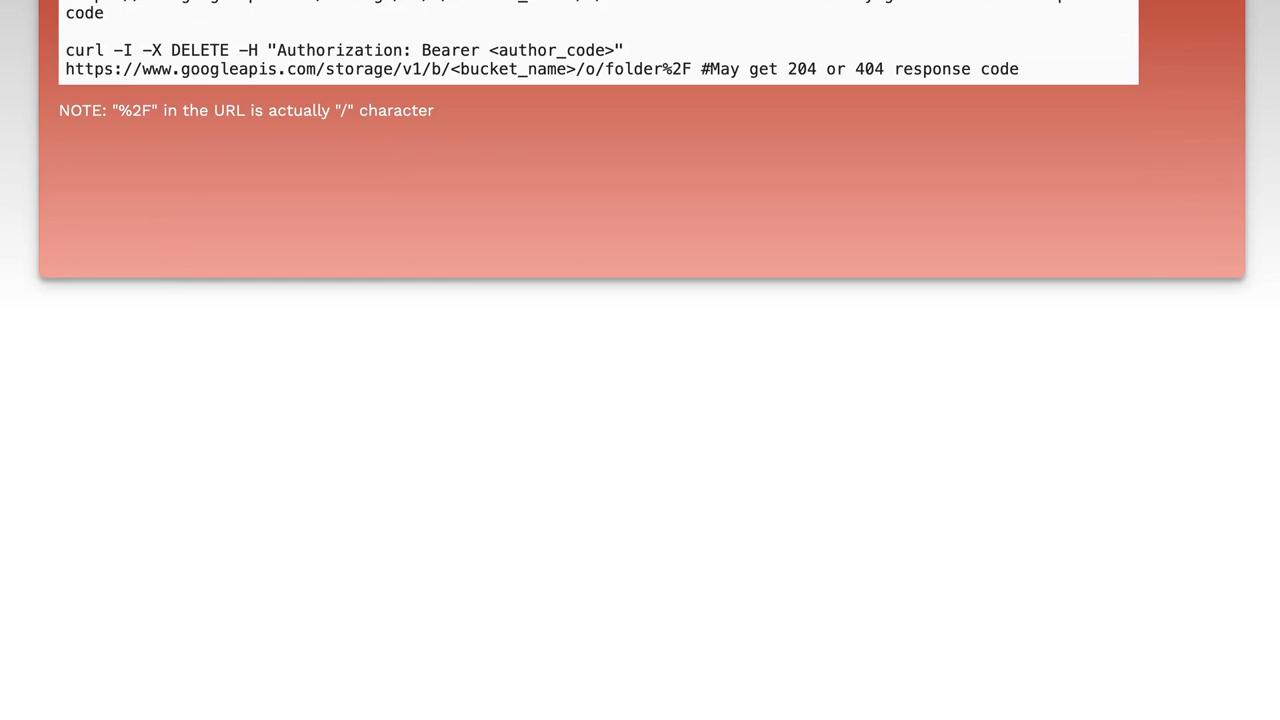 code
curl -I -X DELETE -H "Authorization: Bearer <author_code>"
https://www.googleapis.com/storage/v1/b/<bucket_name>/o/folder%2F #May get 204 or 404 response code
NOTE: "%2F" in the URL is actually "/" character